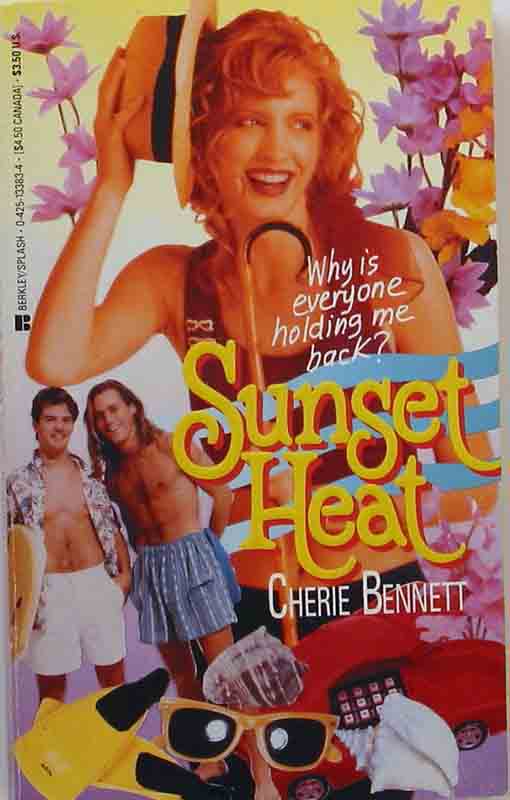 BERKLEY/SPLASH • 0-425-13383-4 • [$4.50 CANADA] • $3.50 U.S.
Why is
everyone
holding me
back?
Sunset
Heat
CHERIE BENNETT